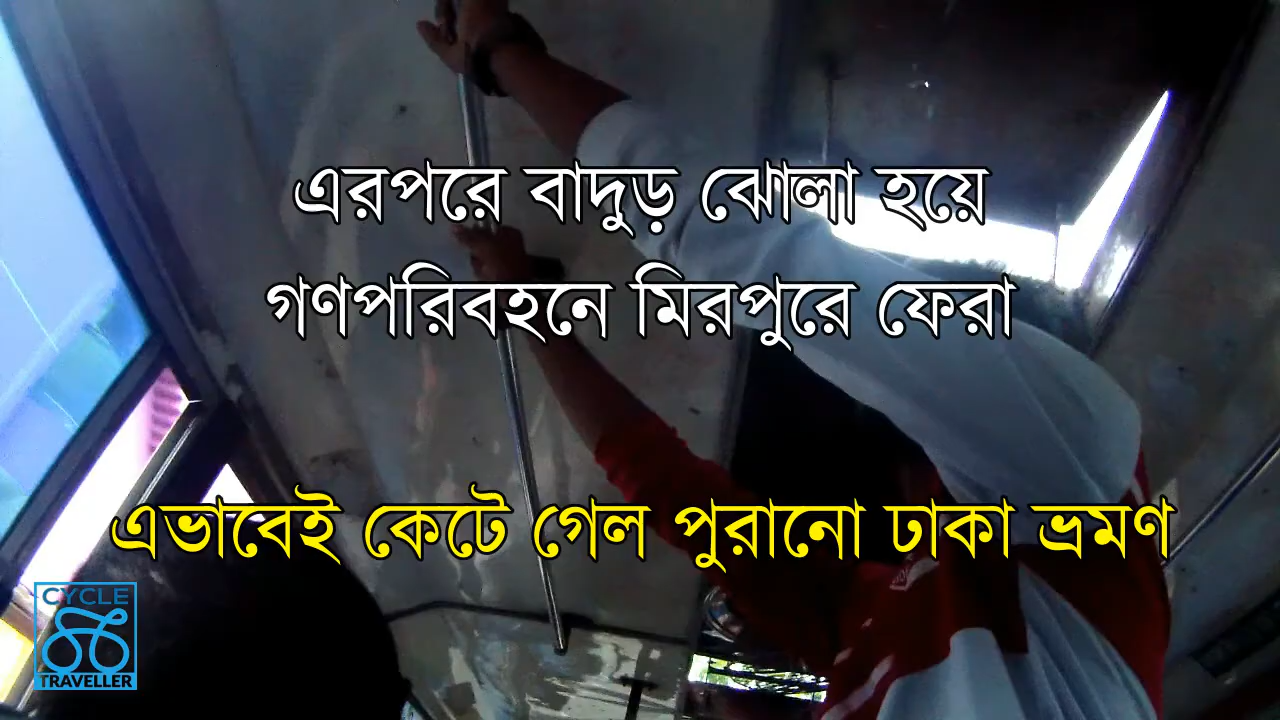 এরপরে বাদুড় ঝোলা হয়ে
গণপরিবহনে মিরপুরে ফেরা
এভাবেই কেটে গেল পুরানো ঢাকা ভ্রমণ
CYCLE
TRAVELLER